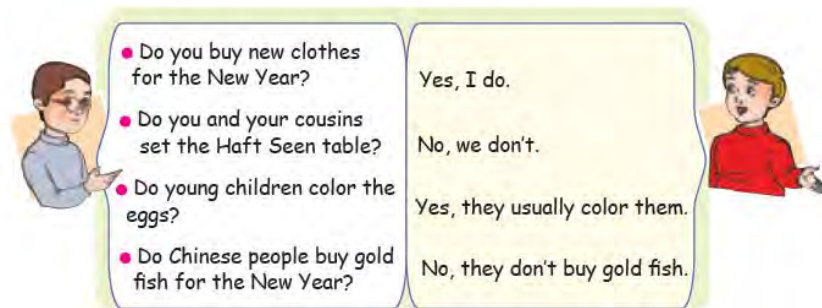 ● Do you buy new clothes
for the New Year?
Yes, I do.
● Do you and your cousins
set the Haft Seen table?
No, we don't.
● Do young children color the
eggs?
Yes, they usually color them.
● Do Chinese people buy gold
fish for the New Year?
No, they don't buy gold fish.